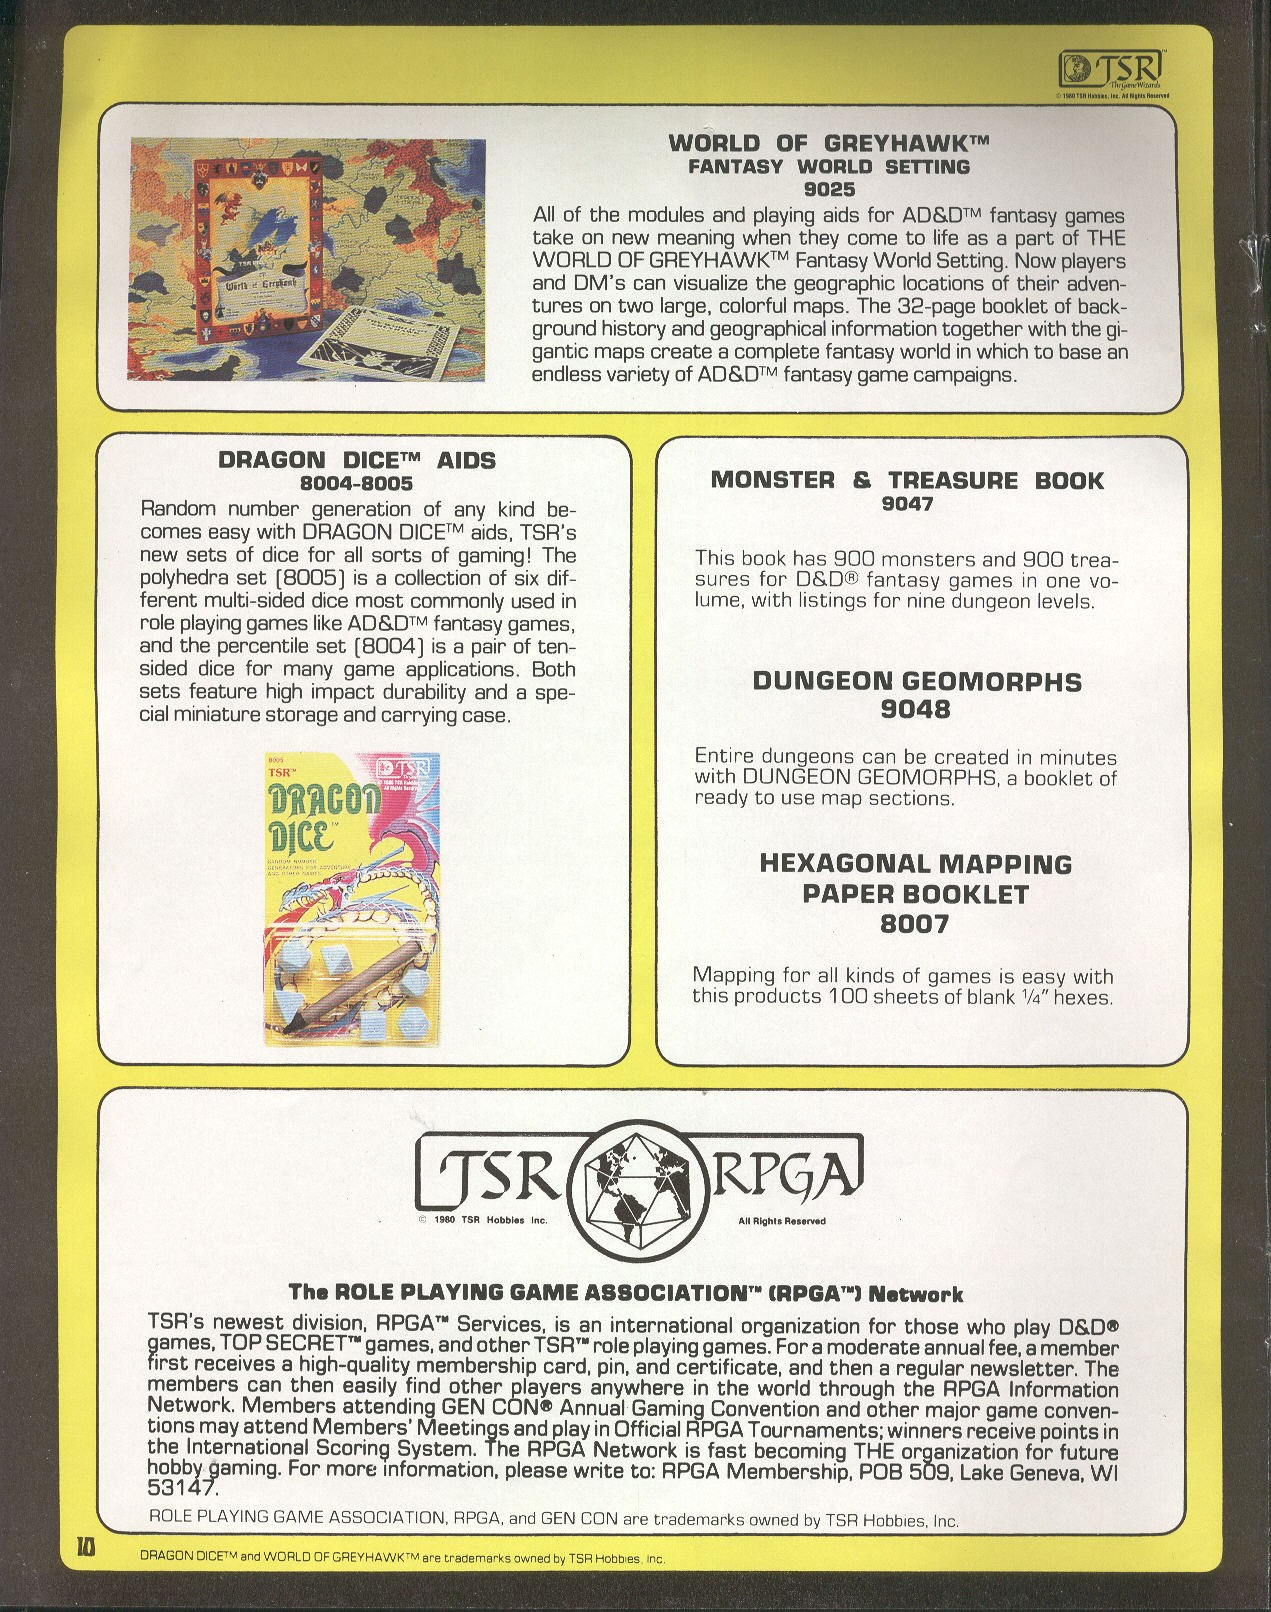 TSR™
The Game Wizards
© 1980 TSR Hobbies, Inc. All Rights Reserved
WORLD OF GREYHAWK™
FANTASY WORLD SETTING
9025
All of the modules and playing aids for AD&D™ fantasy games
take on new meaning when they come to life as a part of THE
WORLD OF GREYHAWK™ Fantasy World Setting. Now players
and DM's can visualize the geographic locations of their adven-
tures on two large, colorful maps. The 32-page booklet of back-
ground history and geographical information together with the gi-
gantic maps create a complete fantasy world in which to base an
endless variety of AD&D™ fantasy game campaigns.
World of Greyhawk
DRAGON DICE™ AIDS
8004-8005
Random number generation of any kind be-
comes easy with DRAGON DICE™ aids, TSR's
new sets of dice for all sorts of gaming! The
polyhedra set [8005] is a collection of six dif-
ferent multi-sided dice most commonly used in
role playing games like AD&D™ fantasy games,
and the percentile set [8004] is a pair of ten-
sided dice for many game applications. Both
sets feature high impact durability and a spe-
cial miniature storage and carrying case.
8005
TSR™
TSR
DRAGON
DICE™
RANDOM NUMBER
GENERATORS FOR ADVENTURE
AND OTHER GAMES
MONSTER & TREASURE BOOK
9047
This book has 900 monsters and 900 trea-
sures for D&D® fantasy games in one vo-
lume, with listings for nine dungeon levels.
DUNGEON GEOMORPHS
9048
Entire dungeons can be created in minutes
with DUNGEON GEOMORPHS, a booklet of
ready to use map sections.
HEXAGONAL MAPPING
PAPER BOOKLET
8007
Mapping for all kinds of games is easy with
this products 100 sheets of blank ¼" hexes.
TSR RPGA
© 1980 TSR Hobbies Inc. All Rights Reserved
The ROLE PLAYING GAME ASSOCIATION™ (RPGA™) Network
TSR's newest division, RPGA™ Services, is an international organization for those who play D&D®
games, TOP SECRET™ games, and other TSR™ role playing games. For a moderate annual fee, a member
first receives a high-quality membership card, pin, and certificate, and then a regular newsletter. The
members can then easily find other players anywhere in the world through the RPGA Information
Network. Members attending GEN CON® Annual Gaming Convention and other major game conven-
tions may attend Members' Meetings and play in Official RPGA Tournaments; winners receive points in
the International Scoring System. The RPGA Network is fast becoming THE organization for future
hobby gaming. For more information, please write to: RPGA Membership, POB 509, Lake Geneva, WI
53147.
ROLE PLAYING GAME ASSOCIATION, RPGA, and GEN CON are trademarks owned by TSR Hobbies, Inc.
10
DRAGON DICE™ and WORLD OF GREYHAWK™ are trademarks owned by TSR Hobbies, Inc.